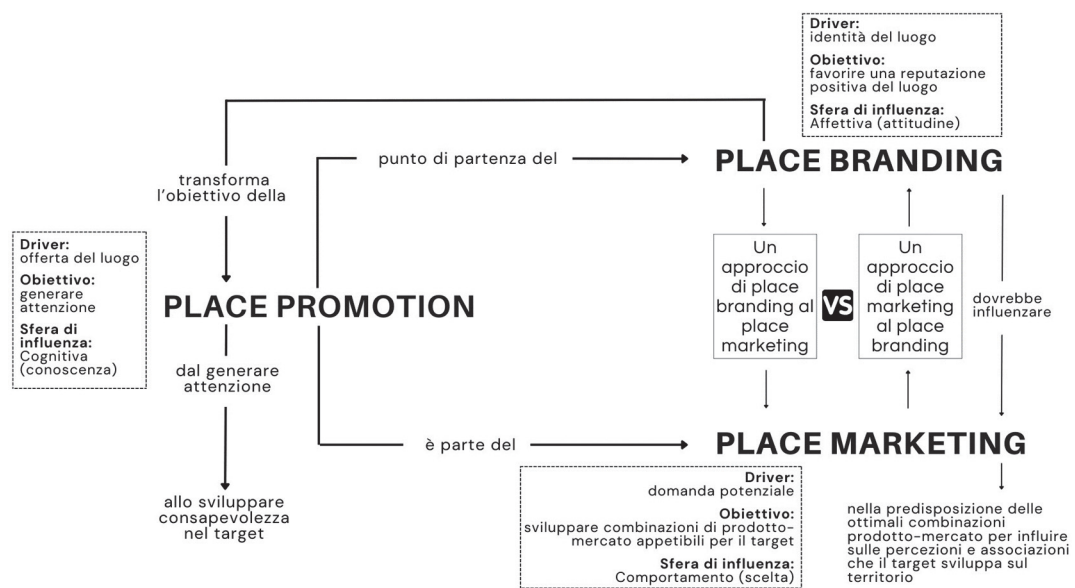 Driver:
identità del luogo
Obiettivo:
favorire una reputazione
positiva del luogo
Sfera di influenza:
Affettiva (attitudine)
punto di partenza del
PLACE BRANDING
transforma
l'obiettivo della
Driver:
offerta del luogo
Obiettivo:
generare
attenzione
Sfera di
influenza:
Cognitiva
(conoscenza)
PLACE PROMOTION
Un
approccio
di place
branding al
place
marketing
VS
Un
approccio
di place
marketing
al place
branding
dovrebbe
influenzare
dal generare
attenzione
è parte del
PLACE MARKETING
allo sviluppare
consapevolezza
nel target
Driver:
domanda potenziale
Obiettivo:
sviluppare combinazioni di prodotto-
mercato appetibili per il target
Sfera di influenza:
Comportamento (scelta)
nella predisposizione delle
ottimali combinazioni
prodotto-mercato per influire
sulle percezioni e associazioni
che il target sviluppa sul
territorio